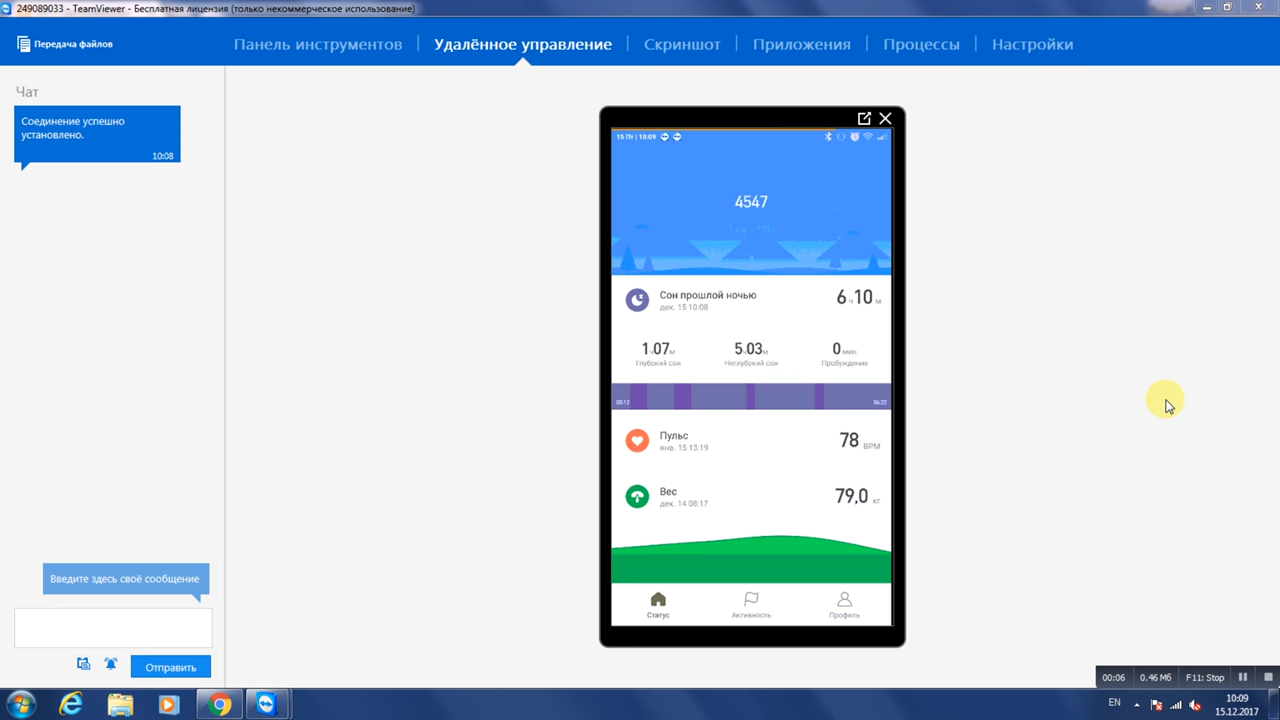 249089033 - TeamViewer - Бесплатная лицензия (только некоммерческое использование)
Передача файлов
Панель инструментов
Удалённое управление
Скриншот
Приложения
Процессы
Настройки
Чат
Соединение успешно
установлено.
10:08
15 Пт | 10:09
4547
Сон прошлой ночью
дек. 15 10:08
6 ч 10 м
1 ч 07 м
5 ч 03 м
0 мин
Глубокий сон
Неглубокий сон
Пробуждение
00:12
06:22
Пульс
янв. 15 13:19
78 BPM
Вес
дек. 14 08:17
79,0 кг
Статус
Активность
Профиль
Введите здесь своё сообщение
Отправить
00:06
0.46 Мб
F11: Stop
EN
10:09
15.12.2017